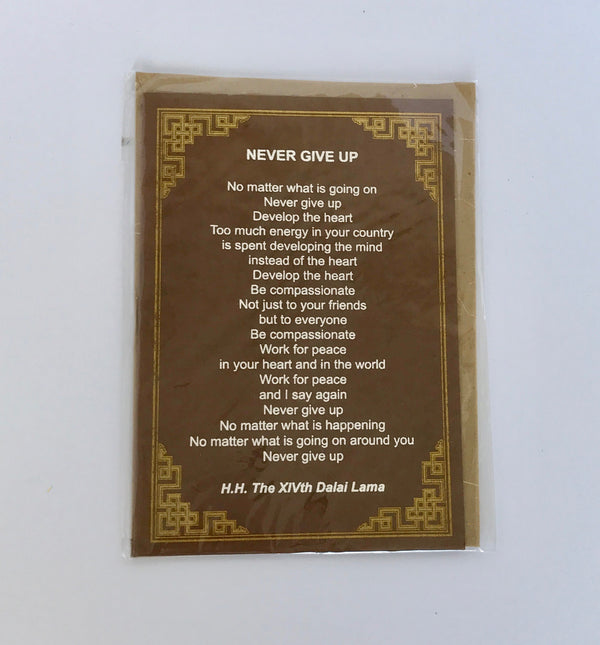 NEVER GIVE UP
No matter what is going on
Never give up
Develop the heart
Too much energy in your country
is spent developing the mind
instead of the heart
Develop the heart
Be compassionate
Not just to your friends
but to everyone
Be compassionate
Work for peace
in your heart and in the world
Work for peace
and I say again
Never give up
No matter what is happening
No matter what is going on around you
Never give up
H.H. The XIVth Dalai Lama